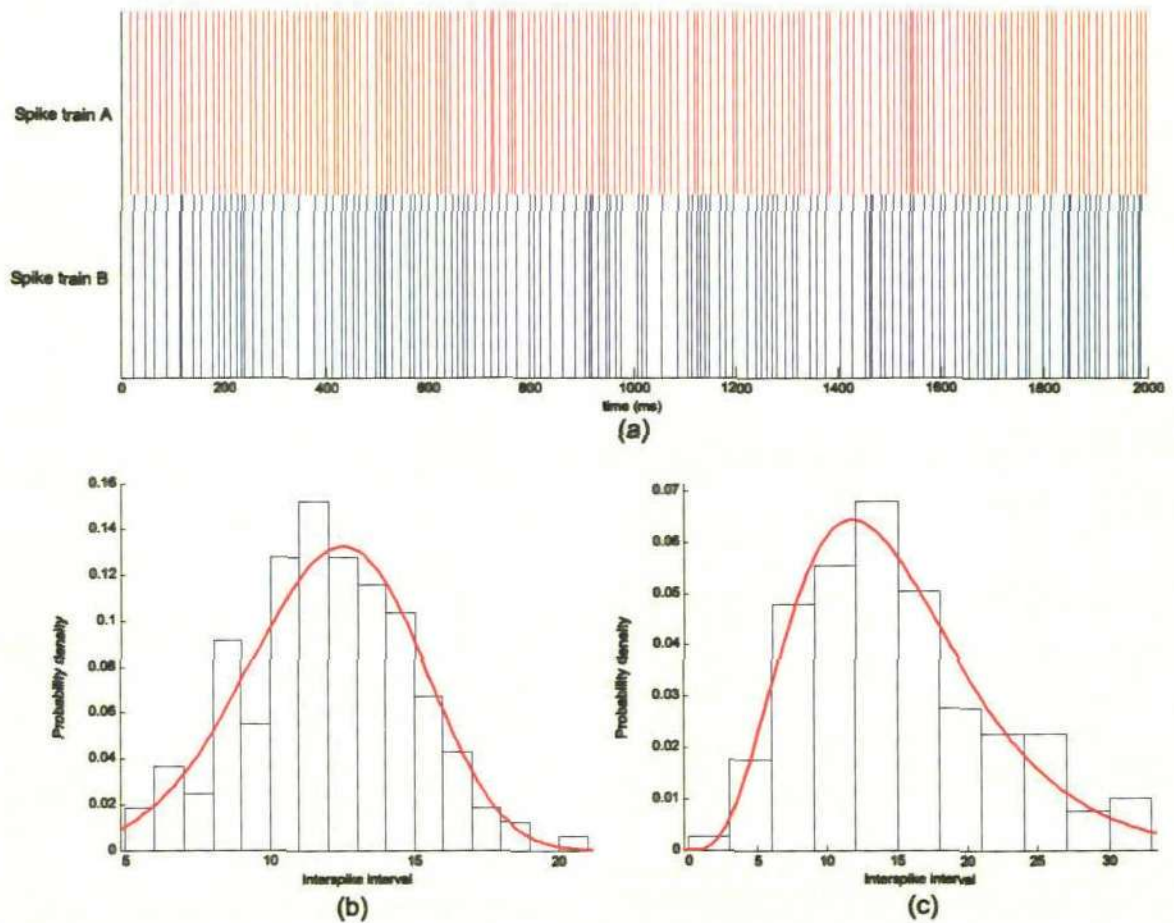 Spike train A
Spike train B
0 200 400 600 800 1000 1200 1400 1600 1800 2000
time (ms)
(a)
0.16
0.14
0.12
0.1
0.08
0.06
0.04
0.02
0
Probability density
5 10 15 20
Interspike interval
(b)
0.07
0.06
0.05
0.04
0.03
0.02
0.01
0
Probability density
0 5 10 15 20 25 30
Interspike interval
(c)